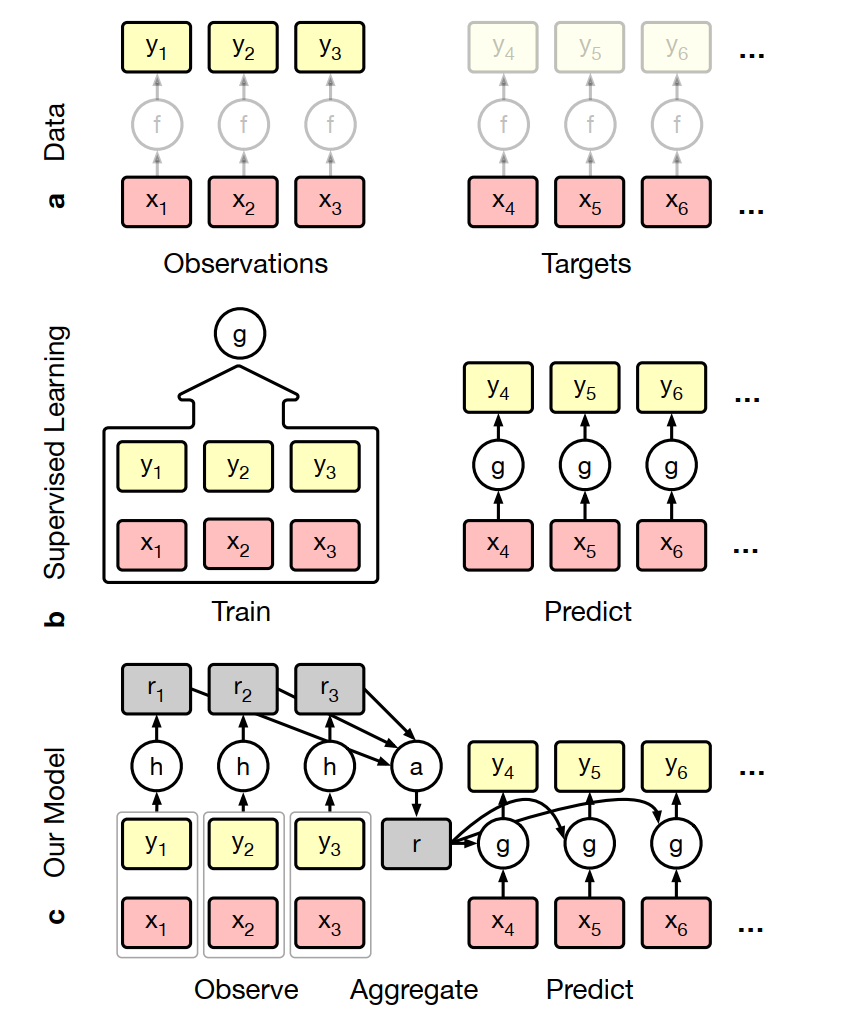 a Data
y1 y2 y3 y4 y5 y6 ...
f f f f f f
x1 x2 x3 x4 x5 x6 ...
Observations Targets
b Supervised Learning
g
y4 y5 y6 ...
g g g
y1 y2 y3
x1 x2 x3 x4 x5 x6 ...
Train Predict
c Our Model
r1 r2 r3
h h h a y4 y5 y6 ...
y1 y2 y3 r g g g
x1 x2 x3 x4 x5 x6 ...
Observe Aggregate Predict